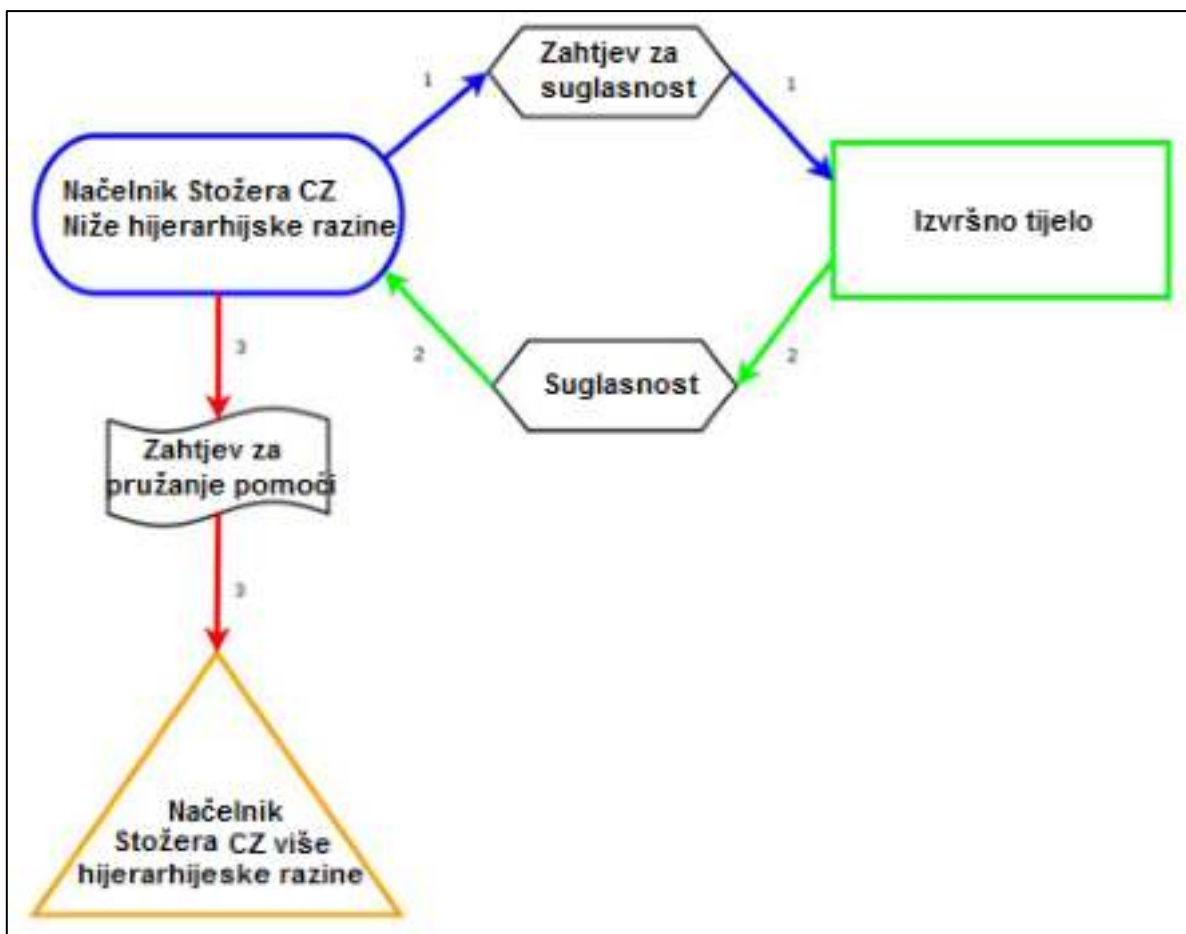 Zahtjev za
suglasnost
1
1
Načelnik Stožera CZ
Niže hijerarhijske razine
Izvršno tijelo
2
2
Suglasnost
3
Zahtjev za
pružanje pomoći
3
Načelnik
Stožera CZ više
hijerarhijeske razine